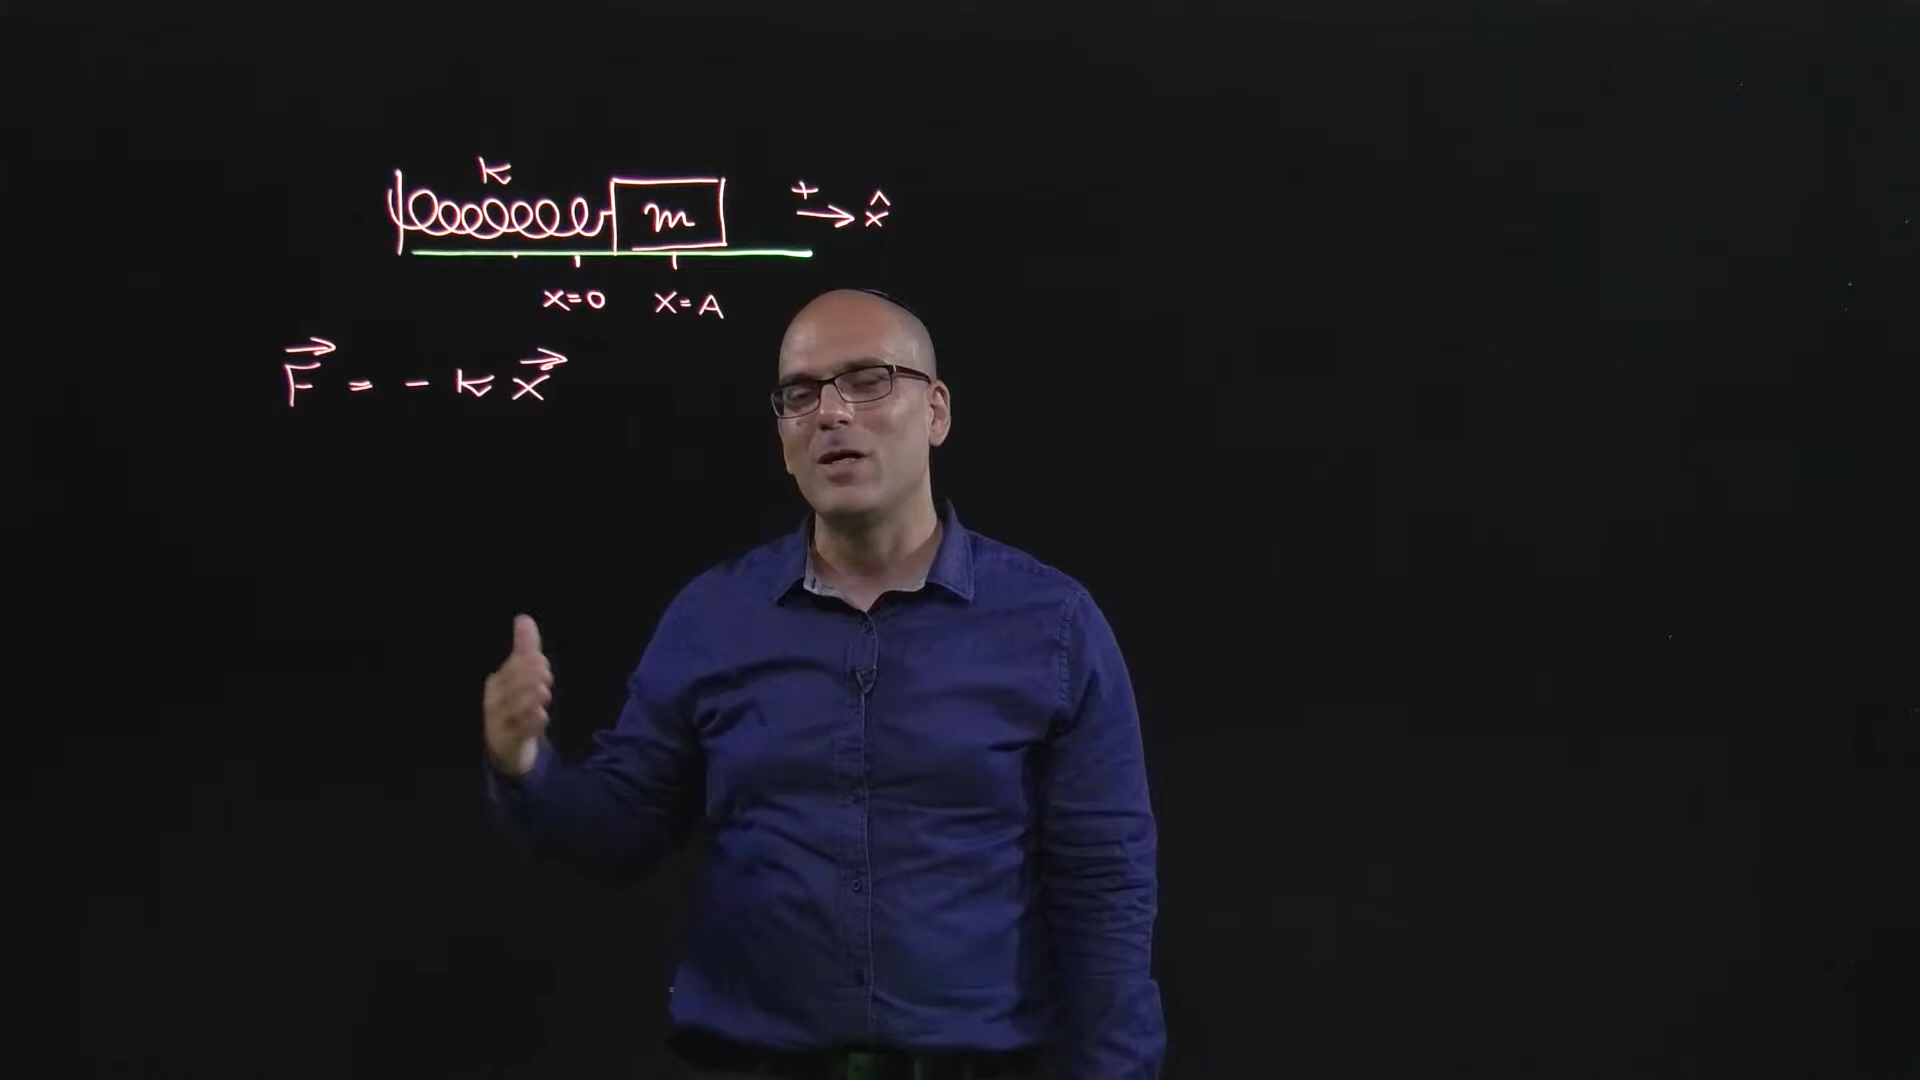 k
m
+
→ x̂
x=0 x=A
F⃗ = - k x⃗